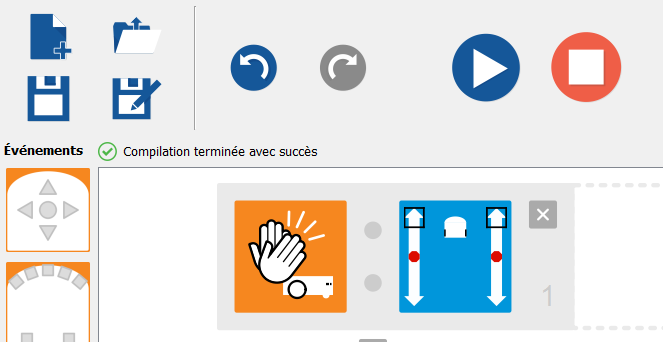 Événements
Compilation terminée avec succès
1